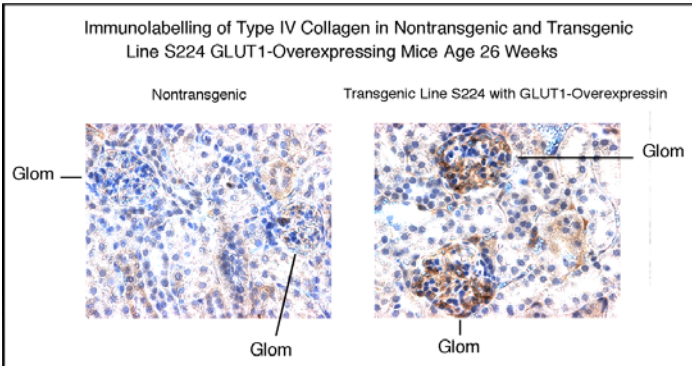 Immunolabelling of Type IV Collagen in Nontransgenic and Transgenic
Line S224 GLUT1-Overexpressing Mice Age 26 Weeks
Nontransgenic
Transgenic Line S224 with GLUT1-Overexpressin
Glom
Glom
Glom
Glom